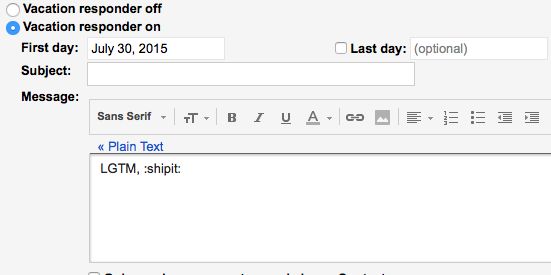 Vacation responder off
Vacation responder on
First day: July 30, 2015 Last day: (optional)
Subject:
Message:
Sans Serif TT B I U A
« Plain Text
LGTM, :shipit: